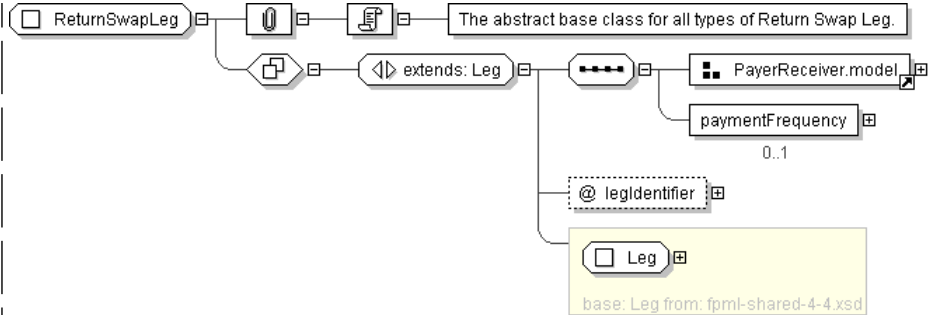 ReturnSwapLeg
The abstract base class for all types of Return Swap Leg.
extends: Leg
PayerReceiver.model
paymentFrequency
0..1
@ legIdentifier
Leg
base: Leg from: fpml-shared-4-4.xsd